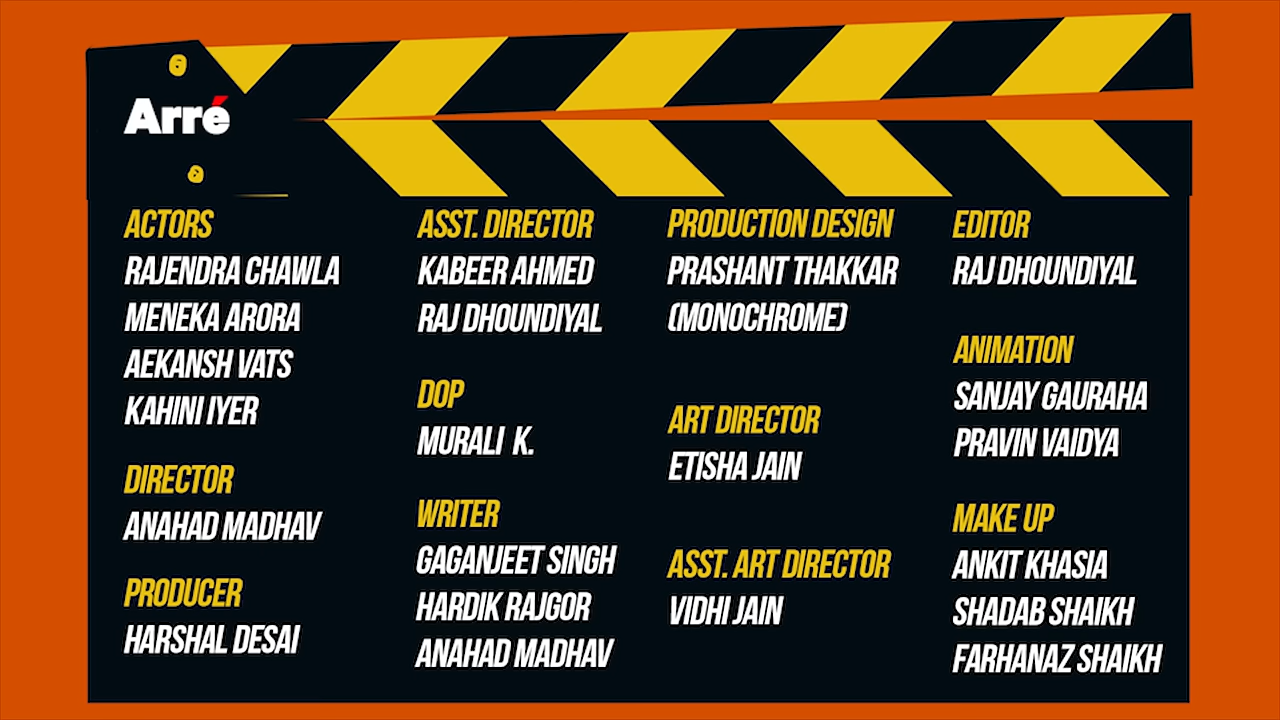 Arré
ACTORS
RAJENDRA CHAWLA
MENEKA ARORA
AEKANSH VATS
KAHINI IYER
DIRECTOR
ANAHAD MADHAV
PRODUCER
HARSHAL DESAI
ASST. DIRECTOR
KABEER AHMED
RAJ DHOUNDIYAL
DOP
MURALI K.
WRITER
GAGANJEET SINGH
HARDIK RAJGOR
ANAHAD MADHAV
PRODUCTION DESIGN
PRASHANT THAKKAR
(MONOCHROME)
ART DIRECTOR
ETISHA JAIN
ASST. ART DIRECTOR
VIDHI JAIN
EDITOR
RAJ DHOUNDIYAL
ANIMATION
SANJAY GAURAHA
PRAVIN VAIDYA
MAKE UP
ANKIT KHASIA
SHADAB SHAIKH
FARHANAZ SHAIKH